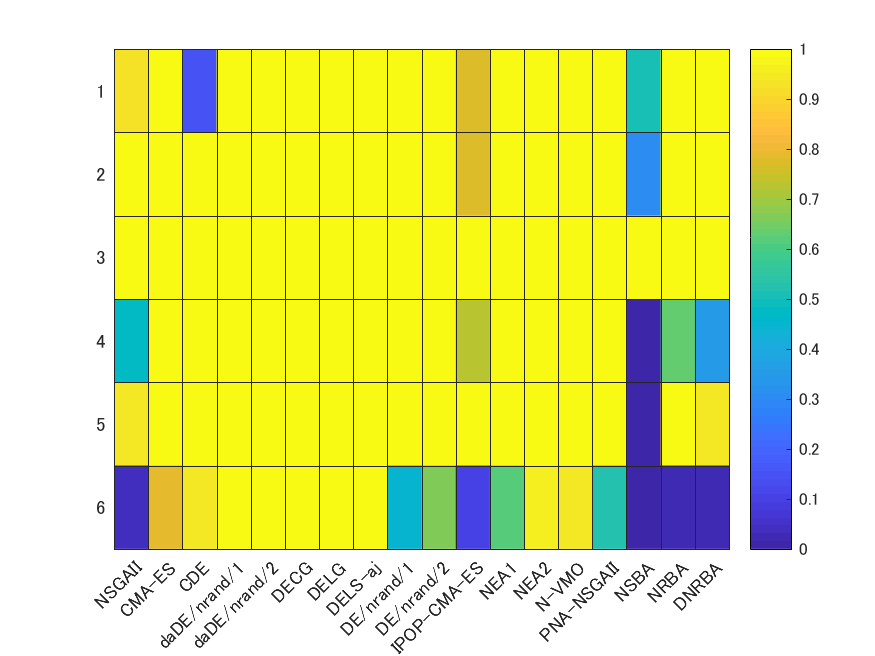 1
2
3
4
5
6
NSGAII
CMA-ES
CDE
daDE/nrand/1
daDE/nrand/2
DECG
DELG
DELS-aj
DE/nrand/1
DE/nrand/2
IPOP-CMA-ES
NEA1
NEA2
N-VMO
PNA-NSGAII
NSBA
NRBA
DNRBA
1
0.9
0.8
0.7
0.6
0.5
0.4
0.3
0.2
0.1
0